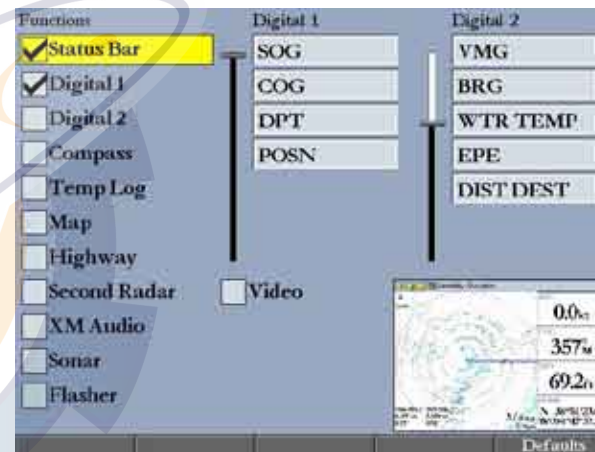 Functions
Digital 1
Digital 2
Status Bar
Digital 1
Digital 2
Compass
Temp Log
Map
Highway
Second Radar
XM Audio
Sonar
Flasher
Video
SOG
COG
DPT
POSN
VMG
BRG
WTR TEMP
EPE
DIST DEST
0.0
357
69.2
Defaults